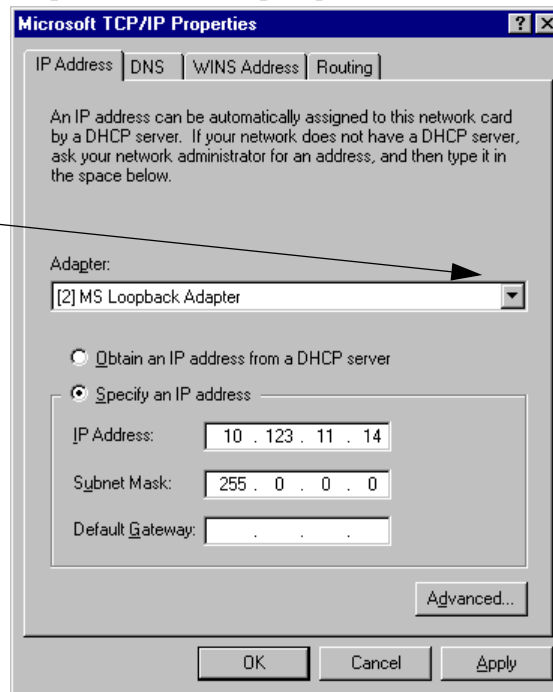 Microsoft TCP/IP Properties
IP Address DNS WINS Address Routing
An IP address can be automatically assigned to this network card
by a DHCP server. If your network does not have a DHCP server,
ask your network administrator for an address, and then type it in
the space below.
Adapter:
[2] MS Loopback Adapter
Obtain an IP address from a DHCP server
Specify an IP address
IP Address: 10 . 123 . 11 . 14
Subnet Mask: 255 . 0 . 0 . 0
Default Gateway: . . .
Advanced...
OK Cancel Apply